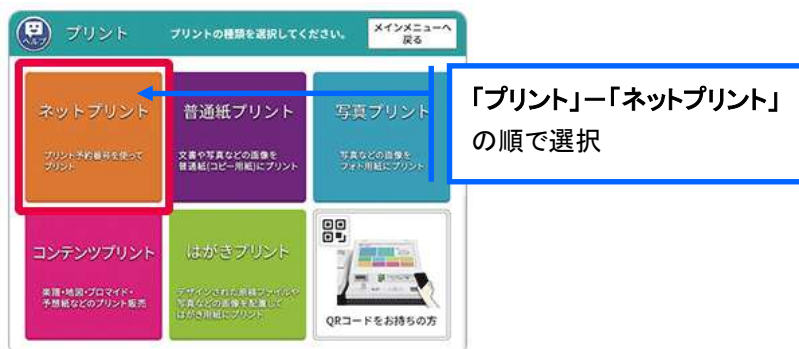 ヘルプ
プリント
プリントの種類を選択してください。
メインメニューへ
戻る
ネットプリント
プリント予約番号を使って
プリント
普通紙プリント
文書や写真などの画像を
普通紙(コピー用紙)にプリント
写真プリント
写真などの画像を
フォト用紙にプリント
「プリント」ー「ネットプリント」
の順で選択
コンテンツプリント
楽譜・地図・ブロマイド・
予想紙などのプリント販売
はがきプリント
デザインされた原稿ファイルや
写真などの画像を配置して
はがき用紙にプリント
QRコードをお持ちの方